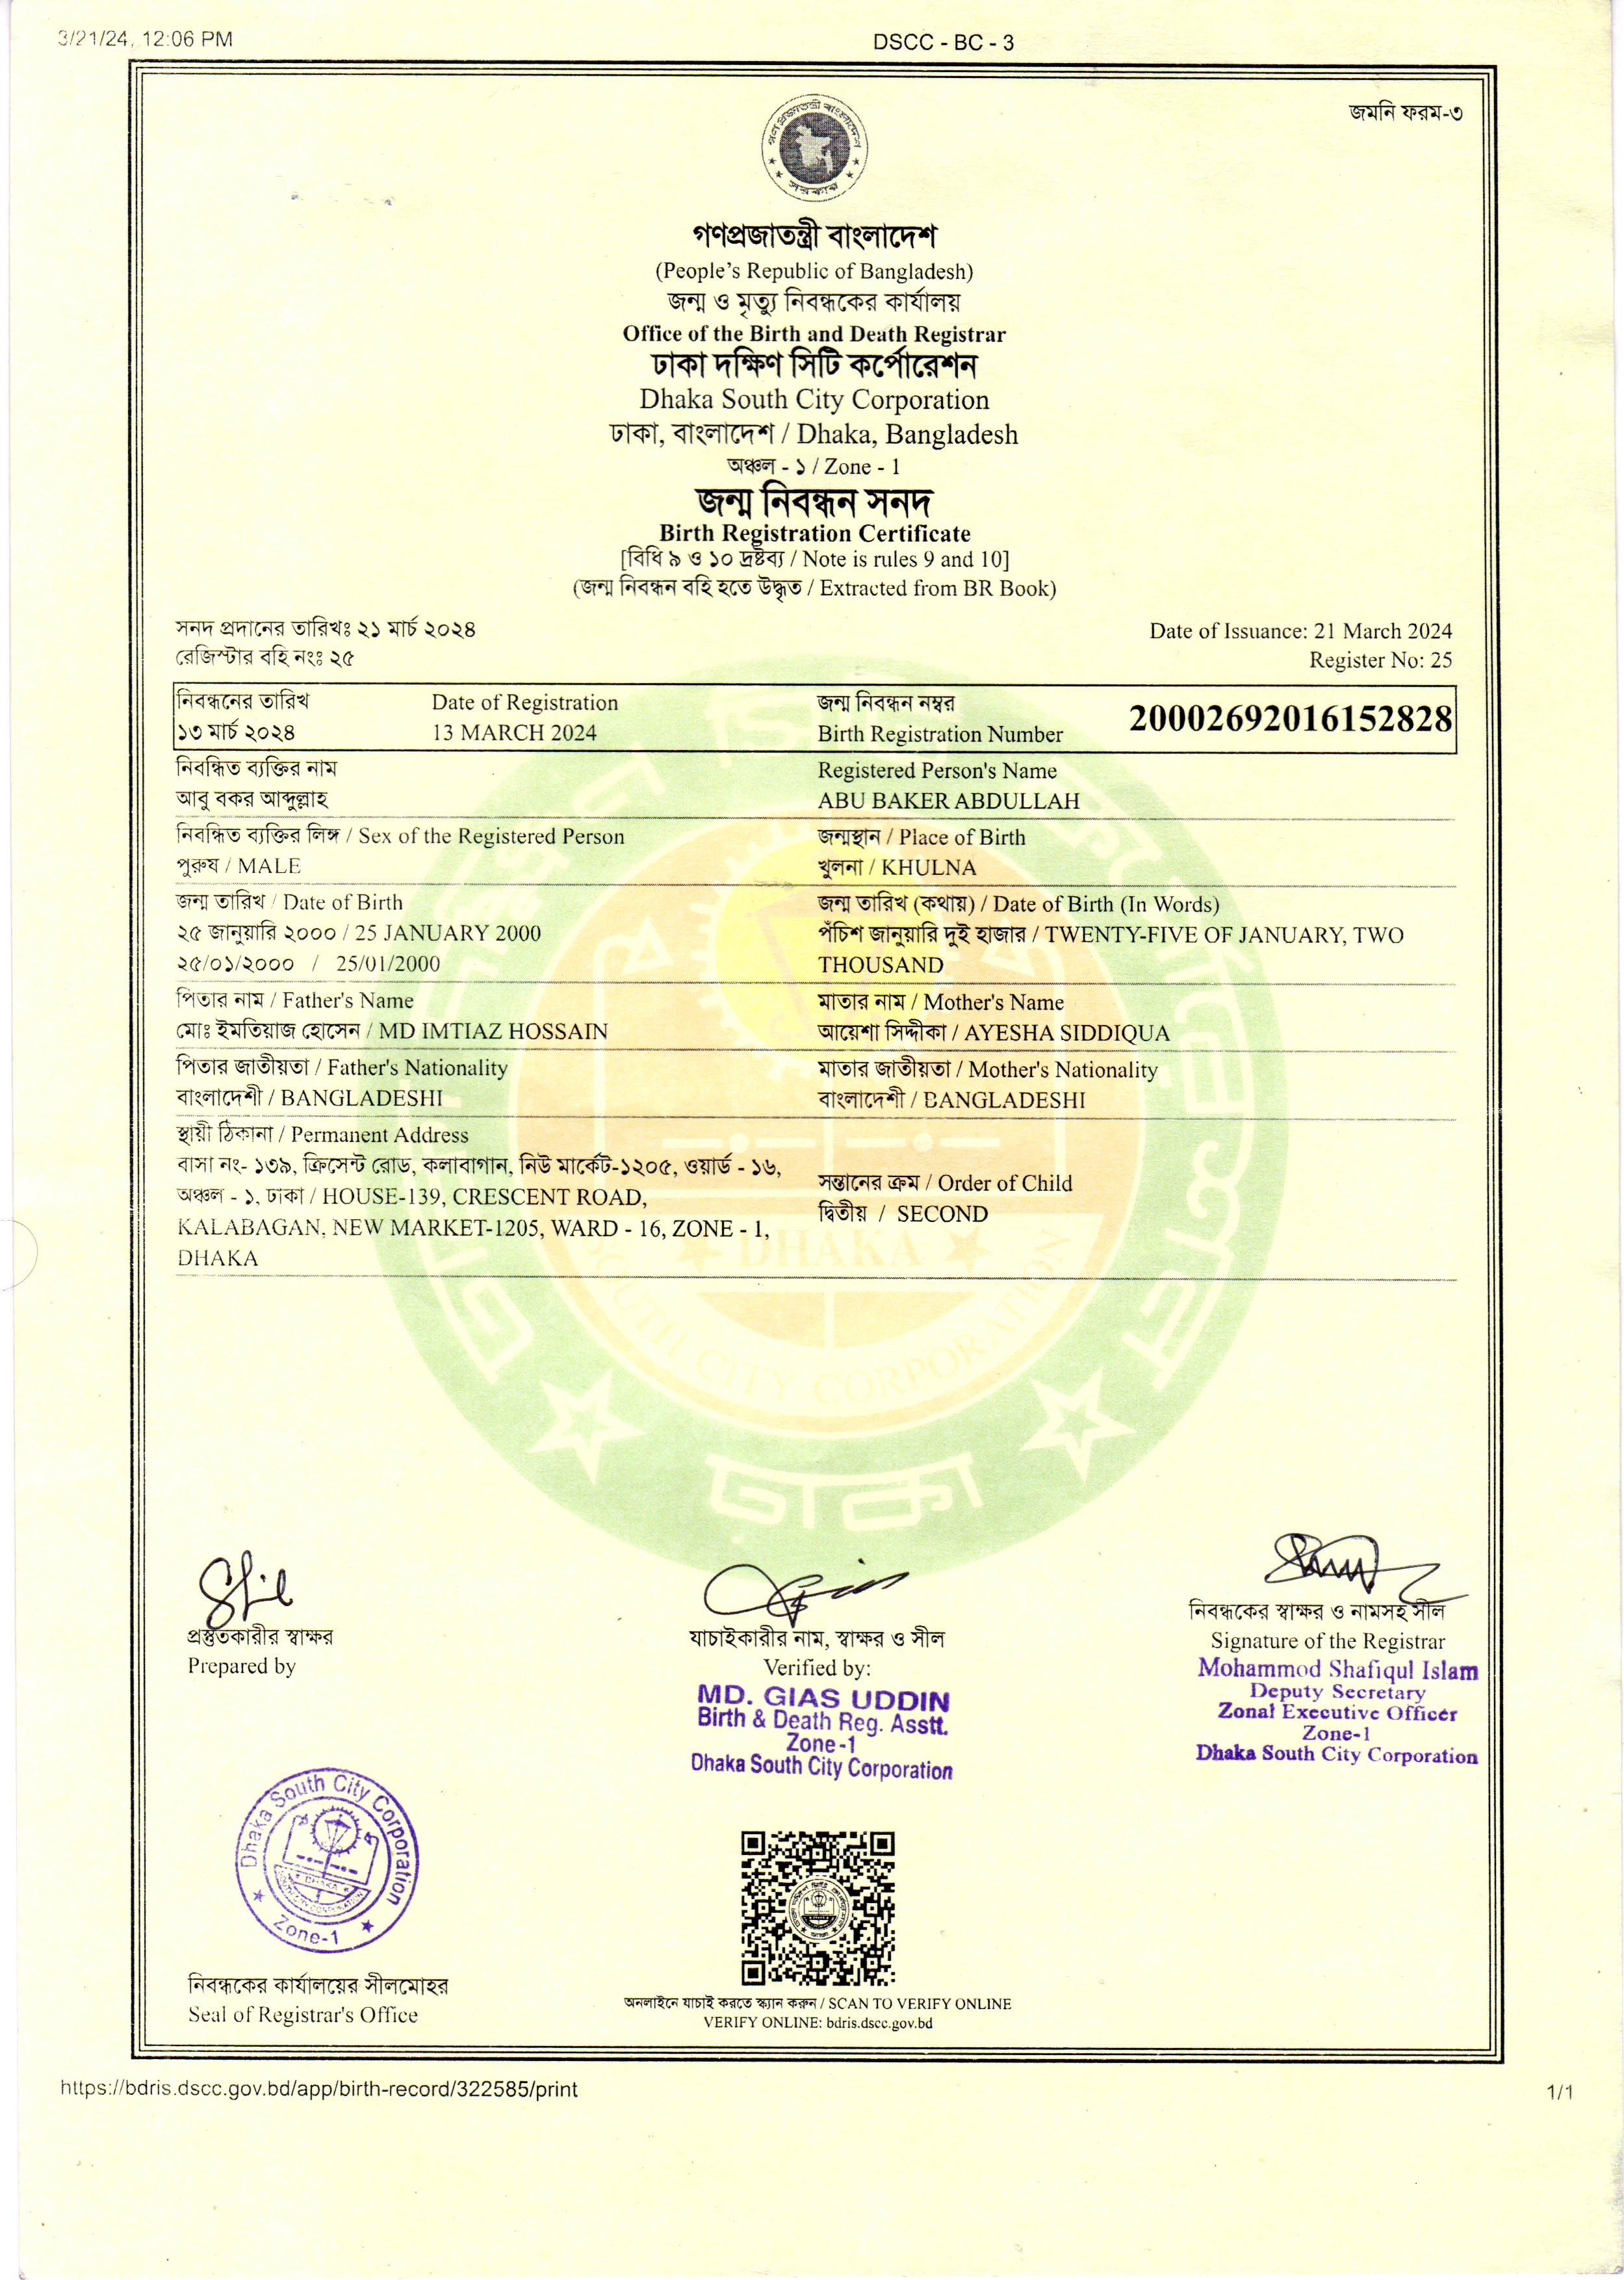 3/21/24, 12:06 PM
DSCC - BC - 3
জমনি ফরম-৩
গণপ্রজাতন্ত্রী বাংলাদেশ
সরকার
গণপ্রজাতন্ত্রী বাংলাদেশ
(People's Republic of Bangladesh)
জন্ম ও মৃত্যু নিবন্ধকের কার্যালয়
Office of the Birth and Death Registrar
ঢাকা দক্ষিণ সিটি কর্পোরেশন
Dhaka South City Corporation
ঢাকা, বাংলাদেশ / Dhaka, Bangladesh
অঞ্চল - ১ / Zone - 1
জন্ম নিবন্ধন সনদ
Birth Registration Certificate
[বিধি ৯ ও ১০ দ্রষ্টব্য / Note is rules 9 and 10]
(জন্ম নিবন্ধন বহি হতে উদ্ধৃত / Extracted from BR Book)
সনদ প্রদানের তারিখঃ ২১ মার্চ ২০২৪ Date of Issuance: 21 March 2024
রেজিস্টার বহি নংঃ ২৫ Register No: 25
নিবন্ধনের তারিখ Date of Registration জন্ম নিবন্ধন নম্বর
১৩ মার্চ ২০২৪ 13 MARCH 2024 Birth Registration Number 20002692016152828
নিবন্ধিত ব্যক্তির নাম Registered Person's Name
আবু বকর আব্দুল্লাহ ABU BAKER ABDULLAH
নিবন্ধিত ব্যক্তির লিঙ্গ / Sex of the Registered Person জন্মস্থান / Place of Birth
পুরুষ / MALE খুলনা / KHULNA
জন্ম তারিখ / Date of Birth জন্ম তারিখ (কথায়) / Date of Birth (In Words)
২৫ জানুয়ারি ২০০০ / 25 JANUARY 2000 পঁচিশ জানুয়ারি দুই হাজার / TWENTY-FIVE OF JANUARY, TWO
২৫/০১/২০০০ / 25/01/2000 THOUSAND
পিতার নাম / Father's Name মাতার নাম / Mother's Name
মোঃ ইমতিয়াজ হোসেন / MD IMTIAZ HOSSAIN আয়েশা সিদ্দীকা / AYESHA SIDDIQUA
পিতার জাতীয়তা / Father's Nationality মাতার জাতীয়তা / Mother's Nationality
বাংলাদেশী / BANGLADESHI বাংলাদেশী / BANGLADESHI
স্থায়ী ঠিকানা / Permanent Address
বাসা নং- ১৩৯, ক্রিসেন্ট রোড, কলাবাগান, নিউ মার্কেট-১২০৫, ওয়ার্ড - ১৬,
অঞ্চল - ১, ঢাকা / HOUSE-139, CRESCENT ROAD,
KALABAGAN, NEW MARKET-1205, WARD - 16, ZONE - 1,
DHAKA
সন্তানের ক্রম / Order of Child
দ্বিতীয় / SECOND
ঢাকা দক্ষিণ সিটি কর্পোরেশন
DHAKA
SOUTH CITY CORPORATION
ঢাকা
প্রস্তুতকারীর স্বাক্ষর
Prepared by
যাচাইকারীর নাম, স্বাক্ষর ও সীল
Verified by:
MD. GIAS UDDIN
Birth & Death Reg. Asstt.
Zone-1
Dhaka South City Corporation
নিবন্ধকের স্বাক্ষর ও নামসহ সীল
Signature of the Registrar
Mohammod Shafiqul Islam
Deputy Secretary
Zonal Executive Officer
Zone-1
Dhaka South City Corporation
Dhaka South City Corporation
DHAKA
SOUTH CITY CORPORATION
Zone-1
নিবন্ধকের কার্যালয়ের সীলমোহর
Seal of Registrar's Office
অনলাইনে যাচাই করতে স্ক্যান করুন / SCAN TO VERIFY ONLINE
VERIFY ONLINE: bdris.dscc.gov.bd
https://bdris.dscc.gov.bd/app/birth-record/322585/print
1/1